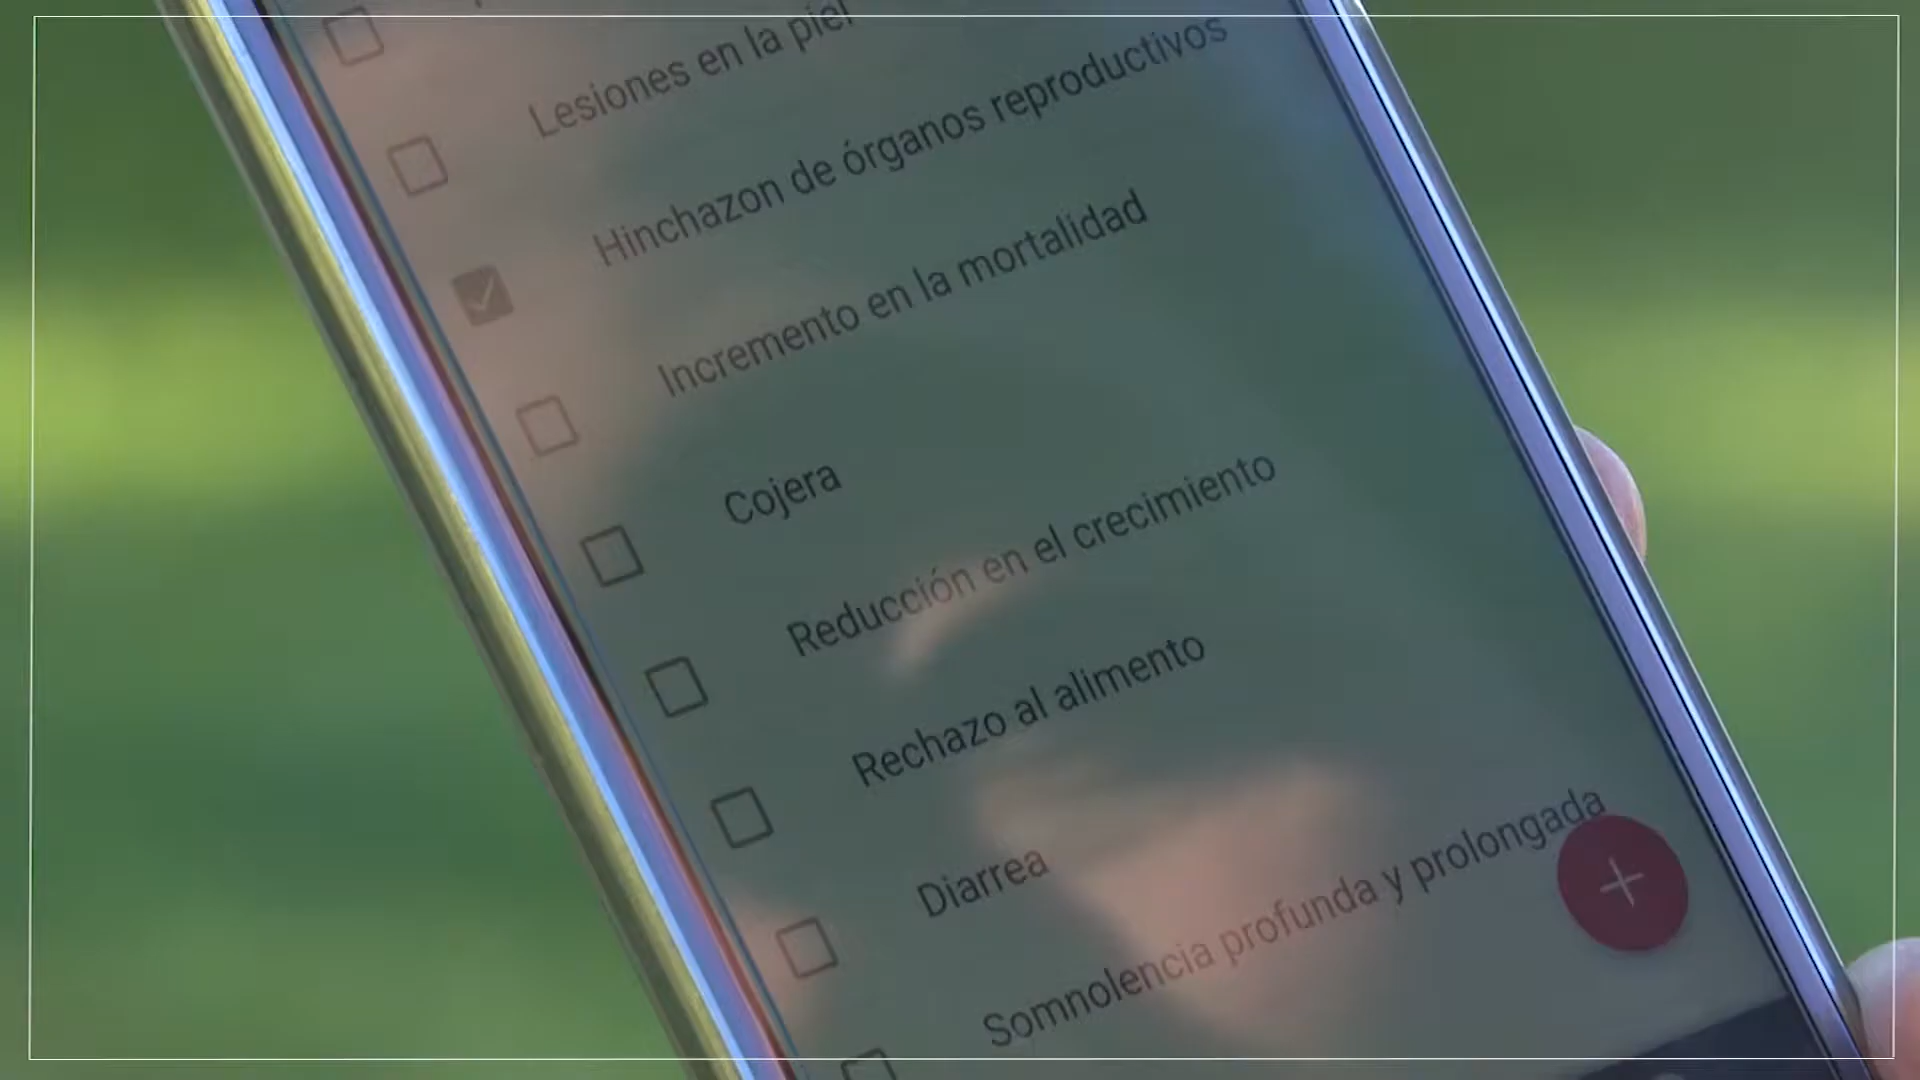 Lesiones en la piel
Hinchazon de órganos reproductivos
Incremento en la mortalidad
Cojera
Reducción en el crecimiento
Rechazo al alimento
Diarrea
Somnolencia profunda y prolongada
+